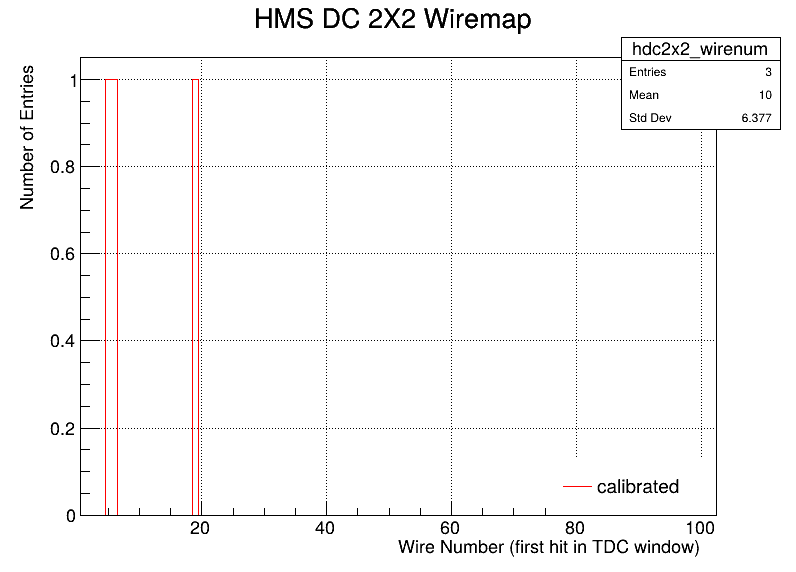 HMS DC 2X2 Wiremap
hdc2x2_wirenum
Entries 3
Mean 10
Std Dev 6.377
Number of Entries
1
0.8
0.6
0.4
0.2
0
calibrated
20 40 60 80 100
Wire Number (first hit in TDC window)